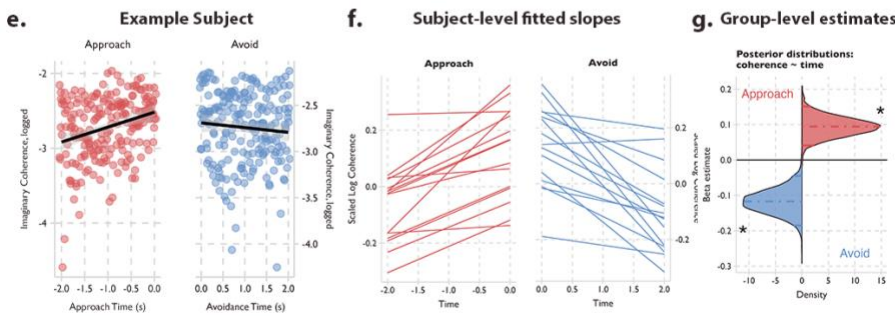 e.
Example Subject
Approach
Avoid
Imaginary Coherence, logged
-2
-3
-4
-2.0 -1.5 -1.0 -0.5 0.0
Approach Time (s)
0.0 0.5 1.0 1.5 2.0
Avoidance Time (s)
-2.5
-3.0
-3.5
-4.0
Imaginary Coherence, logged
f.
Subject-level fitted slopes
Approach
Avoid
Scaled Log Coherence
0.2
0.0
-0.2
-2.0 -1.5 -1.0 -0.5 0.0
Time
0.0 0.5 1.0 1.5 2.0
Time
0.2
0.0
-0.2
g.
Group-level estimates
Posterior distributions:
coherence ~ time
Beta estimate
0.2
0.1
0.0
-0.1
-0.2
-0.3
Approach
*
*
Avoid
-10 -5 0 5 10 15
Density